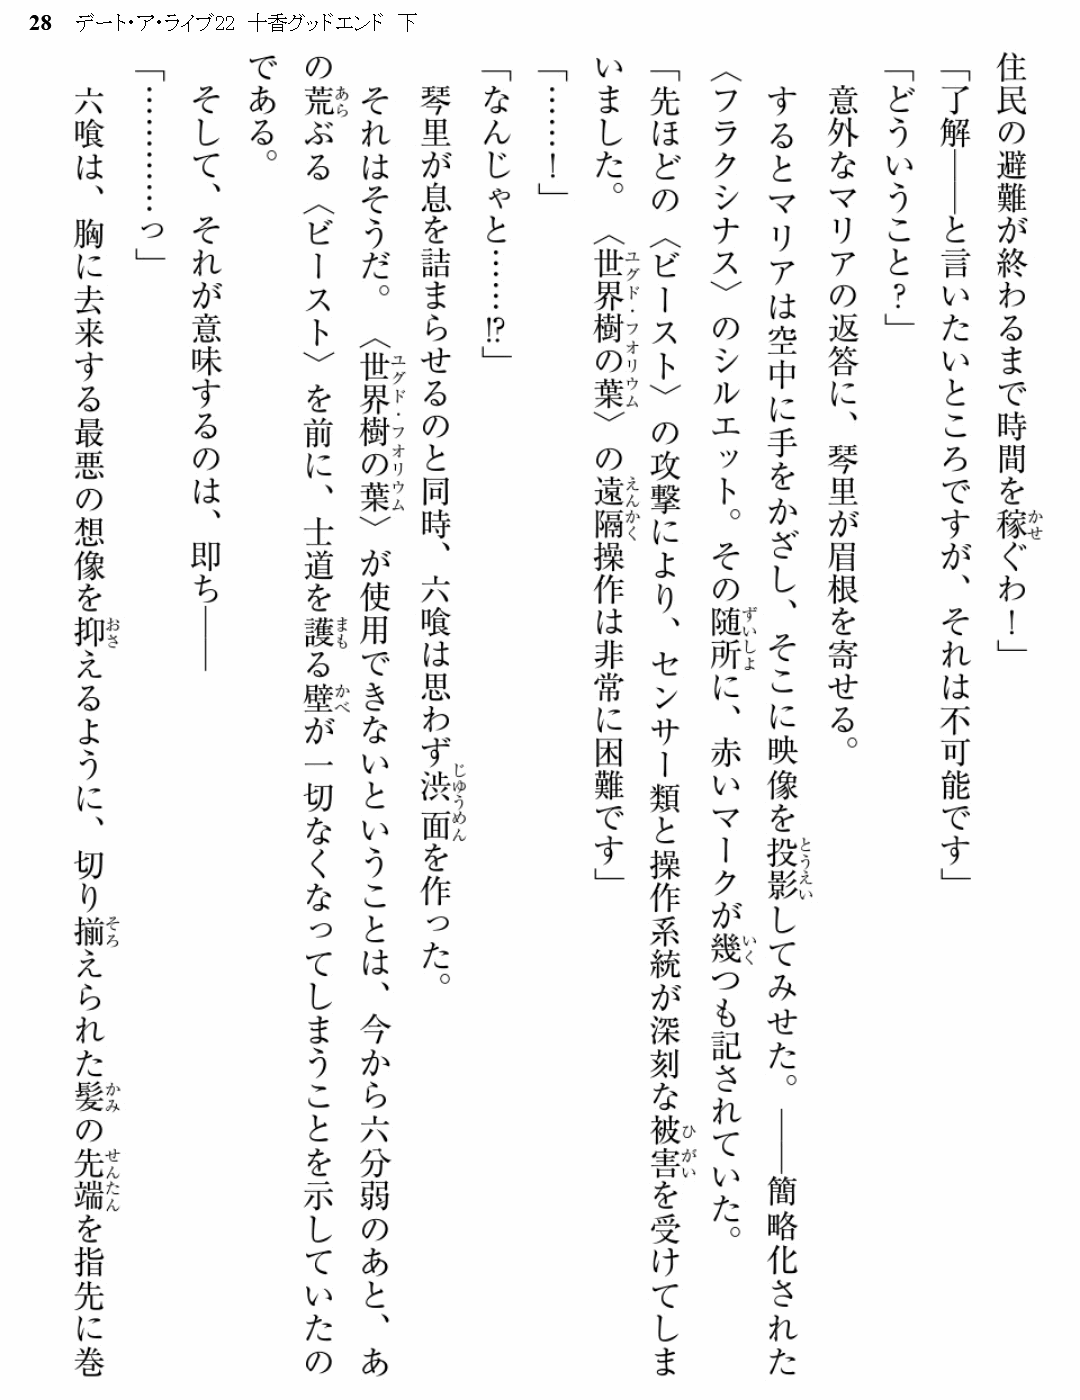 28 デート・ア・ライブ22 十香グッドエンド 下
住民の避難が終わるまで時間を稼ぐわ！」
「了解――と言いたいところですが、それは不可能です」
「どういうこと？」
意外なマリアの返答に、琴里が眉根を寄せる。
するとマリアは空中に手をかざし、そこに映像を投影してみせた。――簡略化された
〈フラクシナス〉のシルエット。その随所に、赤いマークが幾つも記されていた。
「先ほどの〈ビースト〉の攻撃により、センサー類と操作系統が深刻な被害を受けてしま
いました。〈世界樹の葉〉の遠隔操作は非常に困難です」
「……！」
「なんじゃと……!?」
琴里が息を詰まらせるのと同時、六喰は思わず渋面を作った。
それはそうだ。〈世界樹の葉〉が使用できないということは、今から六分弱のあと、あ
の荒ぶる〈ビースト〉を前に、士道を護る壁が一切なくなってしまうことを示していたの
である。
そして、それが意味するのは、即ち――
「…………っ」
六喰は、胸に去来する最悪の想像を抑えるように、切り揃えられた髪の先端を指先に巻